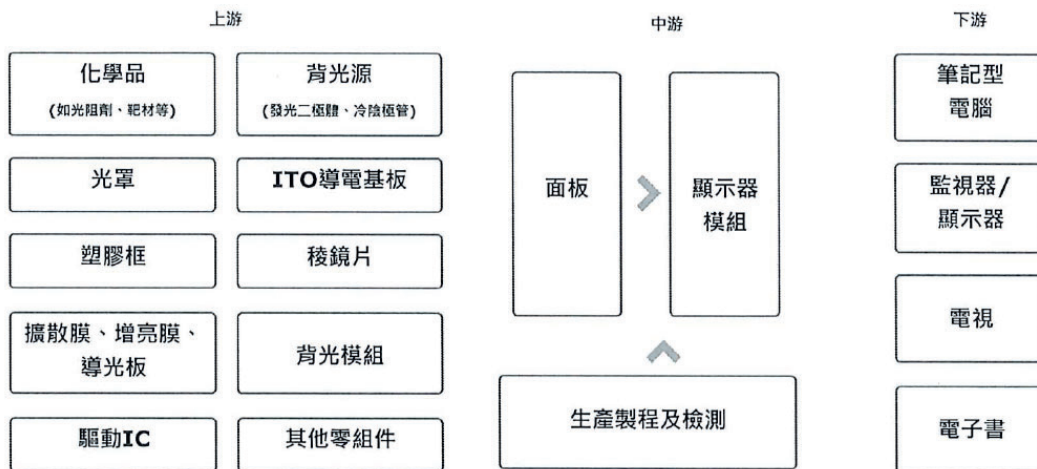 上游
化學品
(如光阻劑、靶材等)
背光源
(發光二極體、冷陰極管)
光罩
ITO導電基板
塑膠框
稜鏡片
擴散膜、增亮膜、
導光板
背光模組
驅動IC
其他零組件
中游
面板
顯示器
模組
生產製程及檢測
下游
筆記型
電腦
監視器/
顯示器
電視
電子書